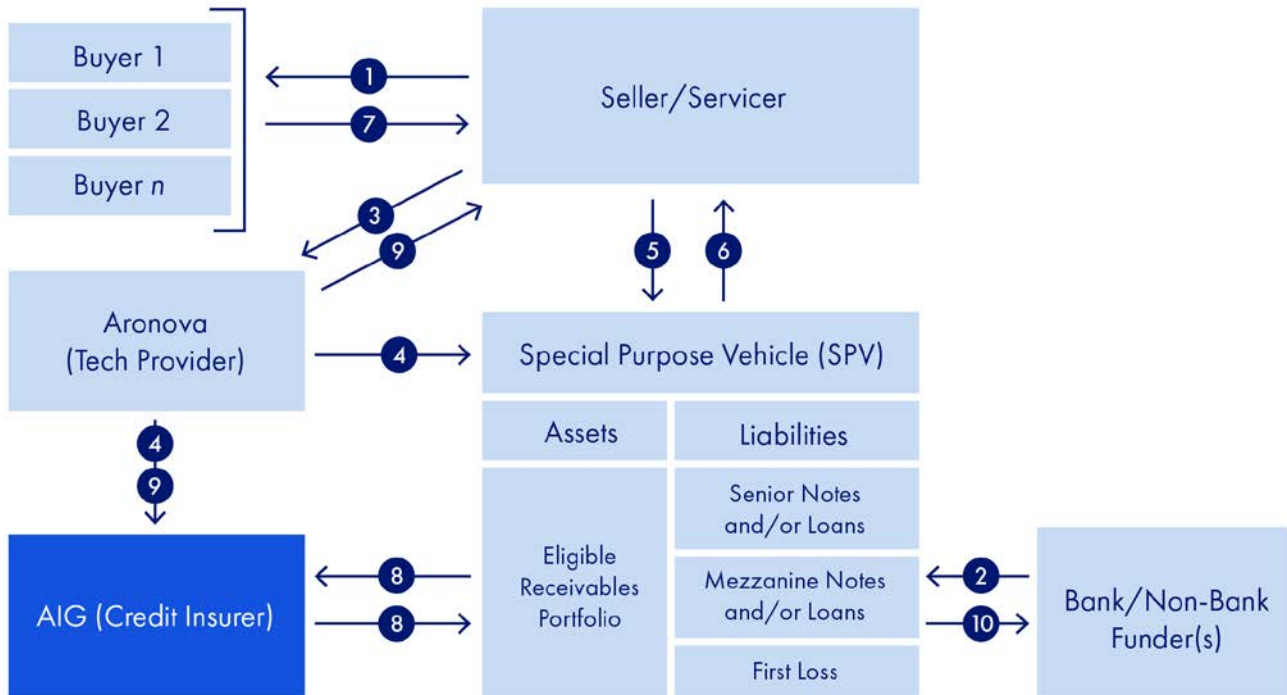 Buyer 1
Buyer 2
Buyer n
1
7
Seller/Servicer
3
9
5
6
Aronova
(Tech Provider)
4
Special Purpose Vehicle (SPV)
4
9
Assets
Liabilities
Eligible
Receivables
Portfolio
Senior Notes
and/or Loans
Mezzanine Notes
and/or Loans
First Loss
AIG (Credit Insurer)
8
8
2
10
Bank/Non-Bank
Funder(s)